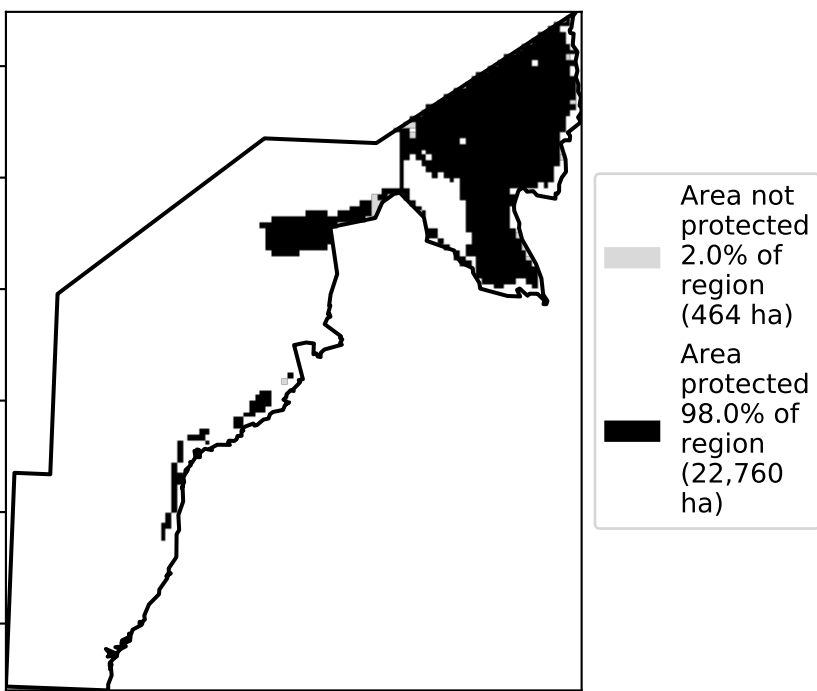 Area not
protected
2.0% of
region
(464 ha)
Area
protected
98.0% of
region
(22,760
ha)